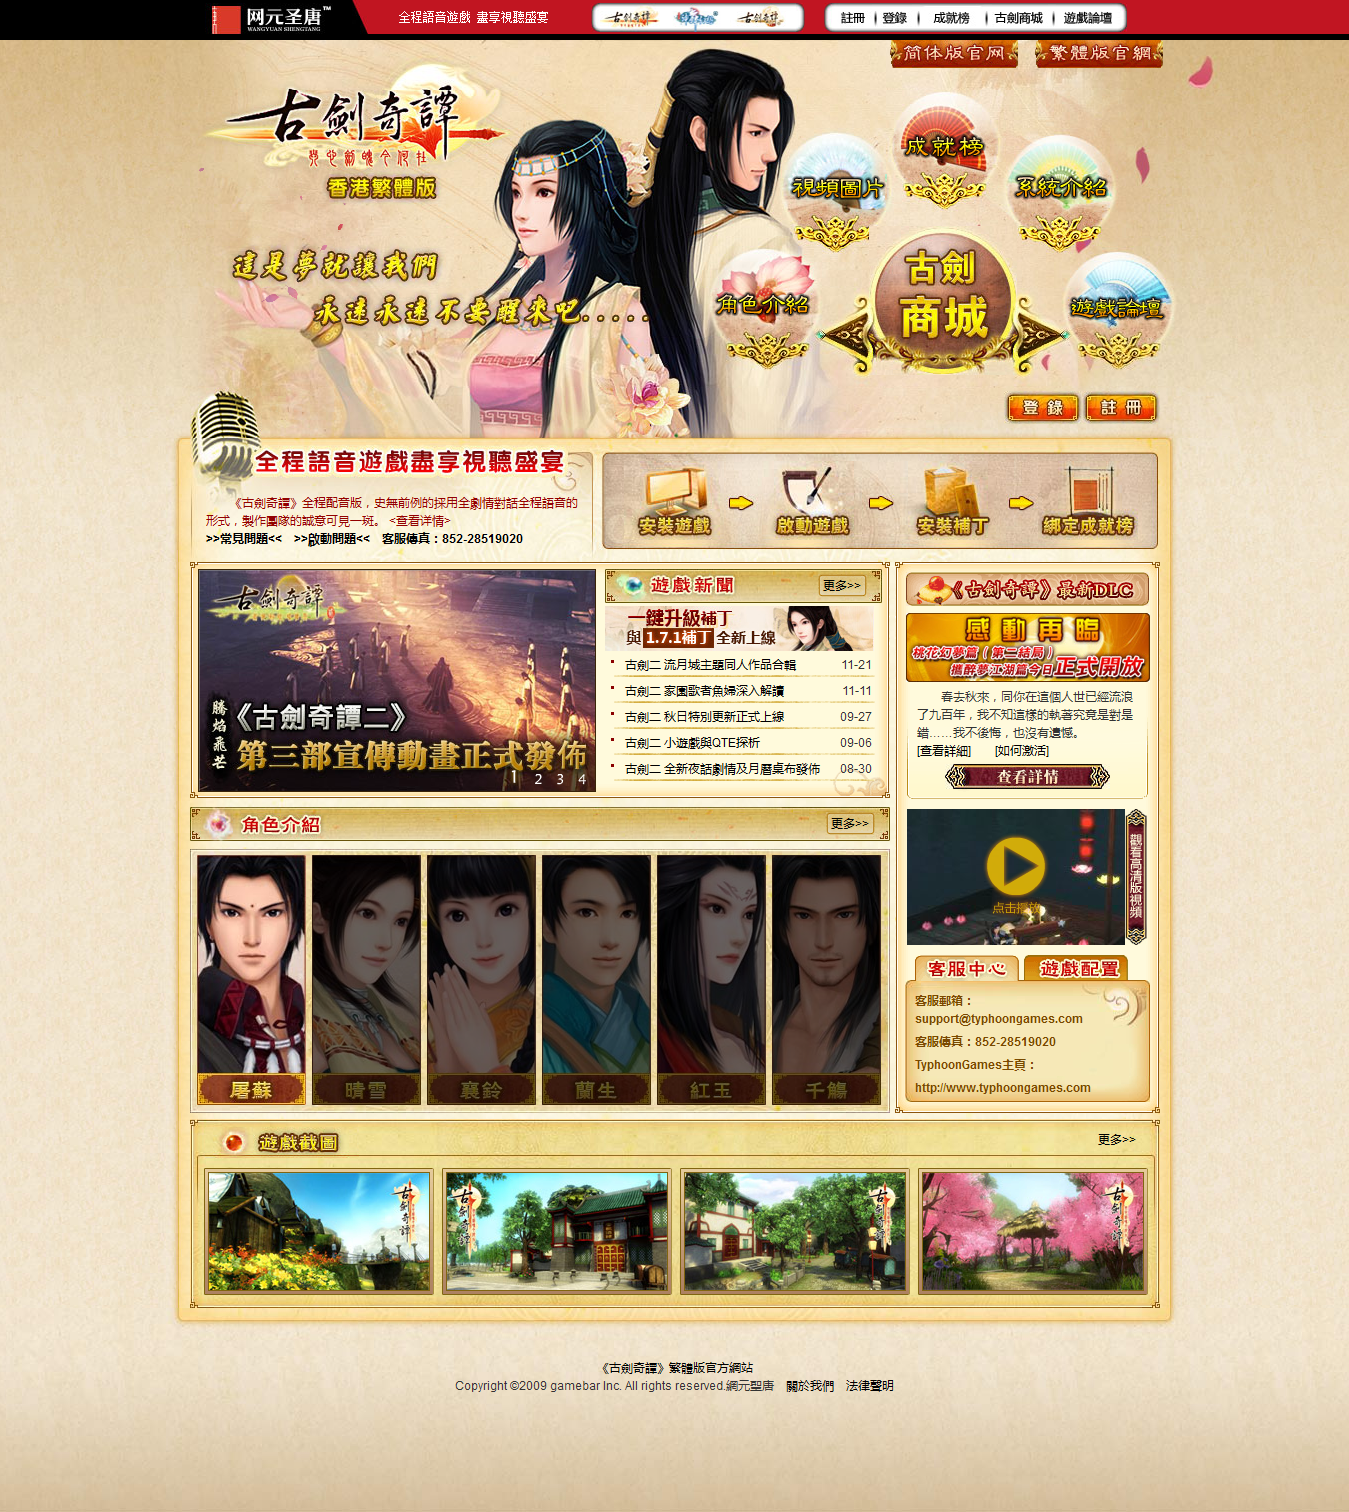 网元圣唐™
WANGYUAN SHENGTANG
全程語音遊戲 盡享視聽盛宴
古劍奇譚
註冊
登錄
成就榜
古劍商城
遊戲論壇
简体版官网
繁體版官網
古劍奇譚
香港繁體版
這是夢就讓我們
永遠永遠不要醒來吧......
視頻圖片
成就榜
系統介紹
角色介紹
古劍
商城
遊戲論壇
登錄
註冊
全程語音遊戲盡享視聽盛宴
《古劍奇譚》全程配音版，史無前例的採用全劇情對話全程語音的
形式，製作團隊的誠意可見一斑。 <查看详情>
>>常見問題<< >>啟動問題<< 客服傳真：852-28519020
安裝遊戲
啟動遊戲
安裝補丁
綁定成就榜
古劍奇譚
騰焰飛芒
《古劍奇譚二》
第三部宣傳動畫正式發佈
1 2 3 4
遊戲新聞
更多>>
一鍵升級補丁
與 1.7.1補丁 全新上線
古劍二 流月城主題同人作品合輯 11-21
古劍二 家園歌者魚婦深入解讀 11-11
古劍二 秋日特別更新正式上線 09-27
古劍二 小遊戲與QTE探析 09-06
古劍二 全新夜話劇情及月曆桌布發佈 08-30
《古劍奇譚》最新DLC
感動再臨
桃花幻夢篇（第二結局）
攜醉夢江湖篇今日正式開放
春去秋來，同你在這個人世已經流浪
了九百年，我不知這樣的執著究竟是對是
錯……我不後悔，也沒有遺憾。
[查看詳細] [如何激活]
查看詳情
角色介紹
更多>>
屠蘇
晴雪
襄鈴
蘭生
紅玉
千觴
点击播放
觀看高清版視頻
客服中心
遊戲配置
客服郵箱：
support@typhoongames.com
客服傳真：852-28519020
TyphoonGames主頁：
http://www.typhoongames.com
遊戲截圖
更多>>
古劍奇譚
古劍奇譚
古劍奇譚
古劍奇譚
《古劍奇譚》繁體版官方網站
Copyright ©2009 gamebar Inc. All rights reserved.網元聖唐 關於我們 法律聲明